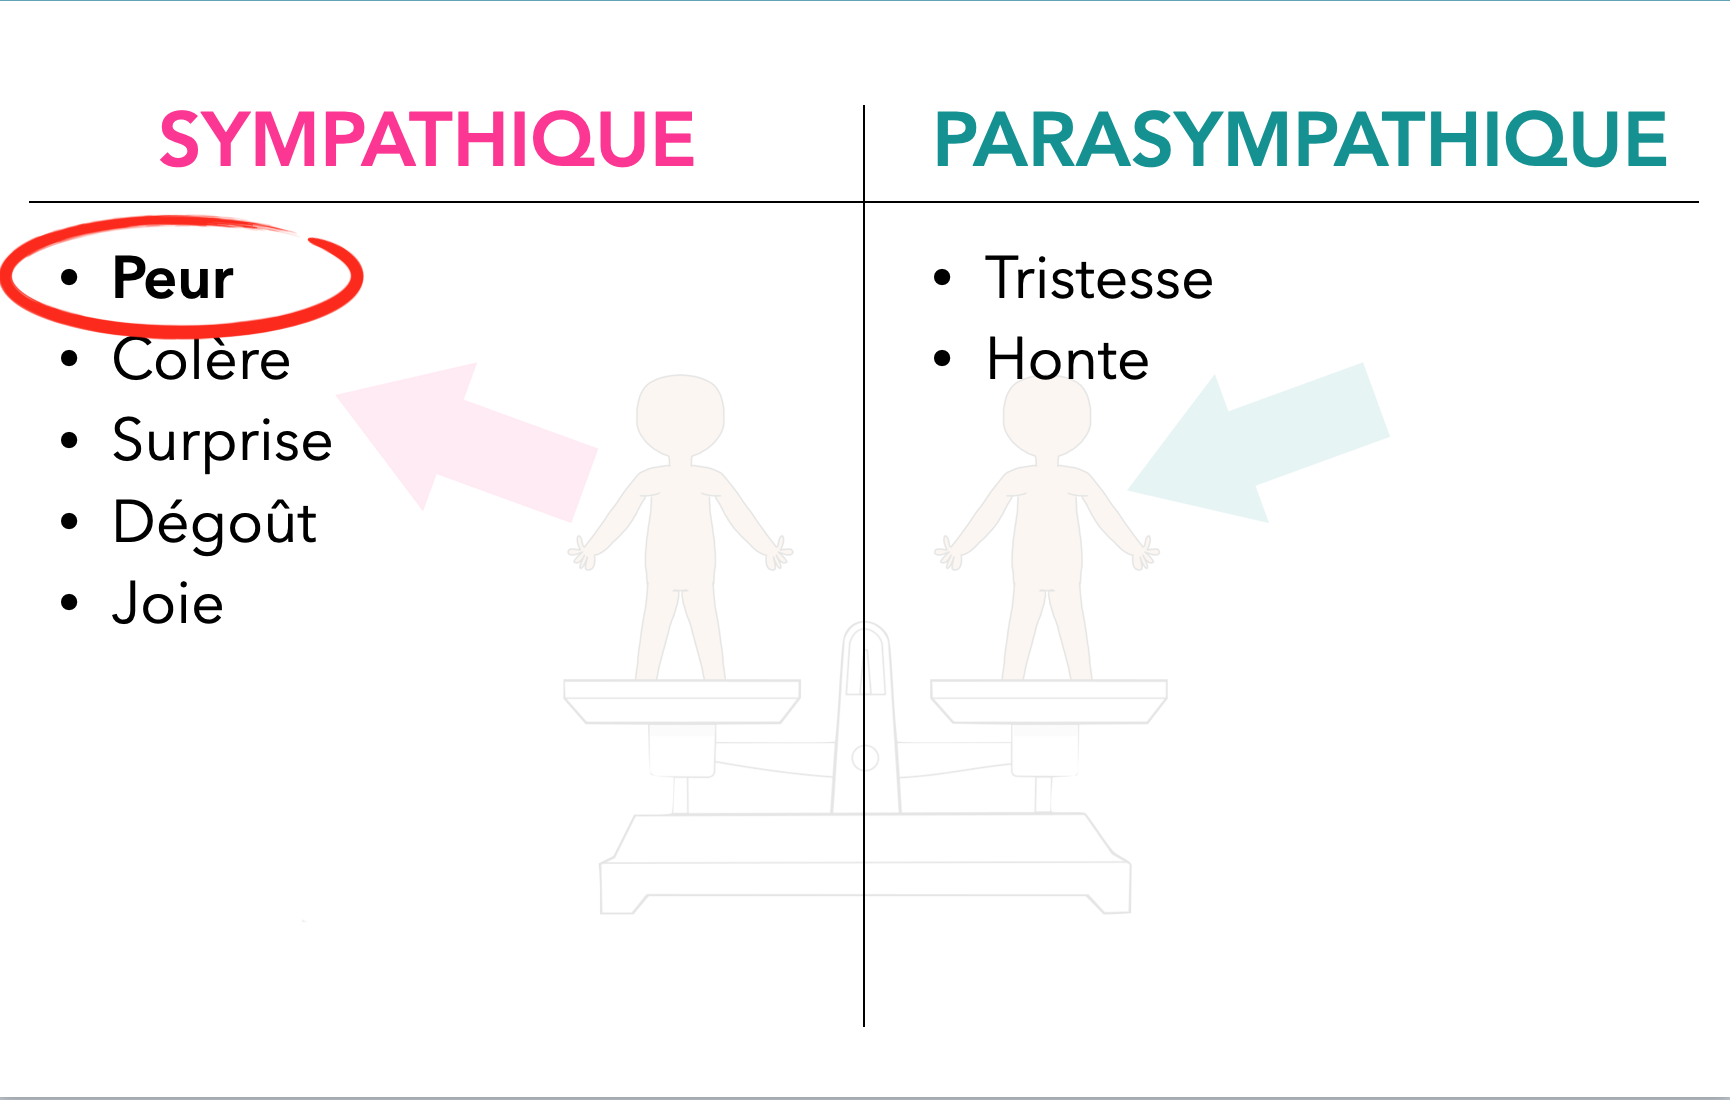 SYMPATHIQUE
• Peur
• Colère
• Surprise
• Dégoût
• Joie
PARASYMPATHIQUE
• Tristesse
• Honte